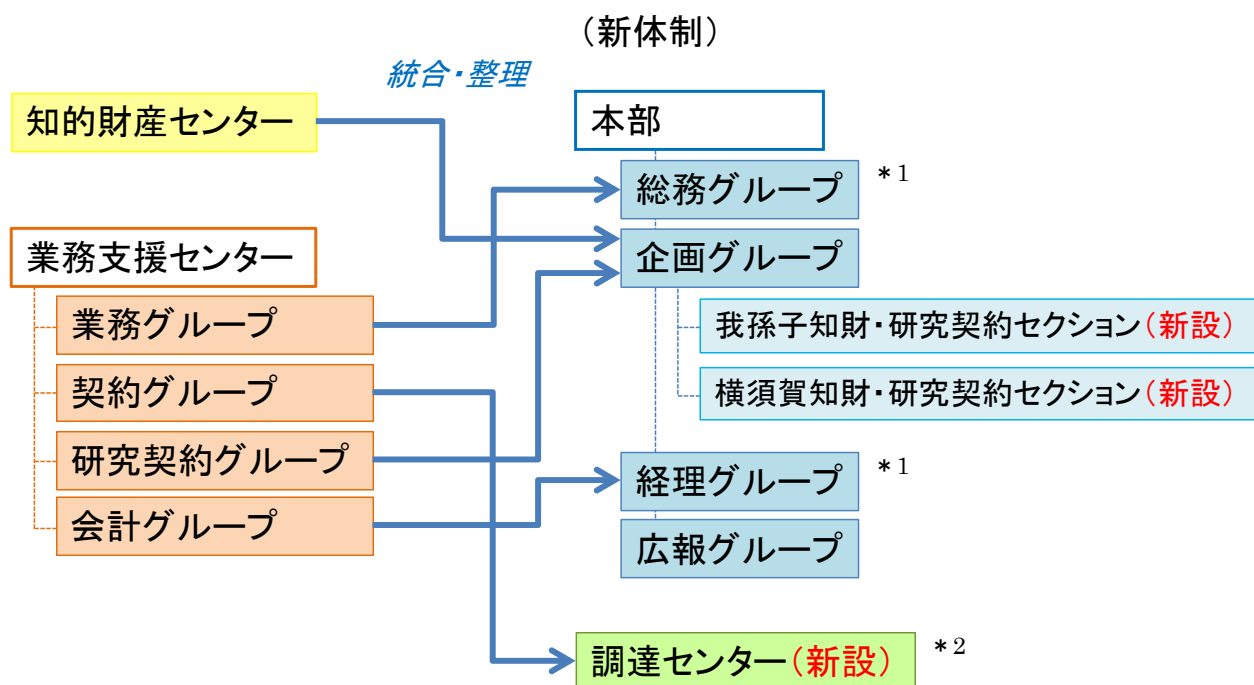 （新体制）
統合・整理
知的財産センター
本部
総務グループ
＊1
業務支援センター
企画グループ
業務グループ
我孫子知財・研究契約セクション（新設）
契約グループ
横須賀知財・研究契約セクション（新設）
研究契約グループ
経理グループ
＊1
会計グループ
広報グループ
調達センター（新設）
＊2